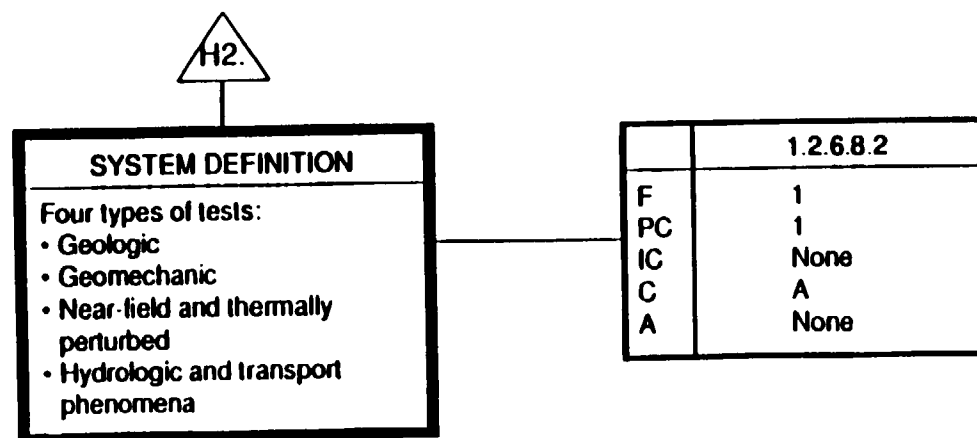 H2.
SYSTEM DEFINITION
Four types of tests:
• Geologic
• Geomechanic
• Near-field and thermally
perturbed
• Hydrologic and transport
phenomena
1.2.6.8.2
F 1
PC 1
IC None
C A
A None